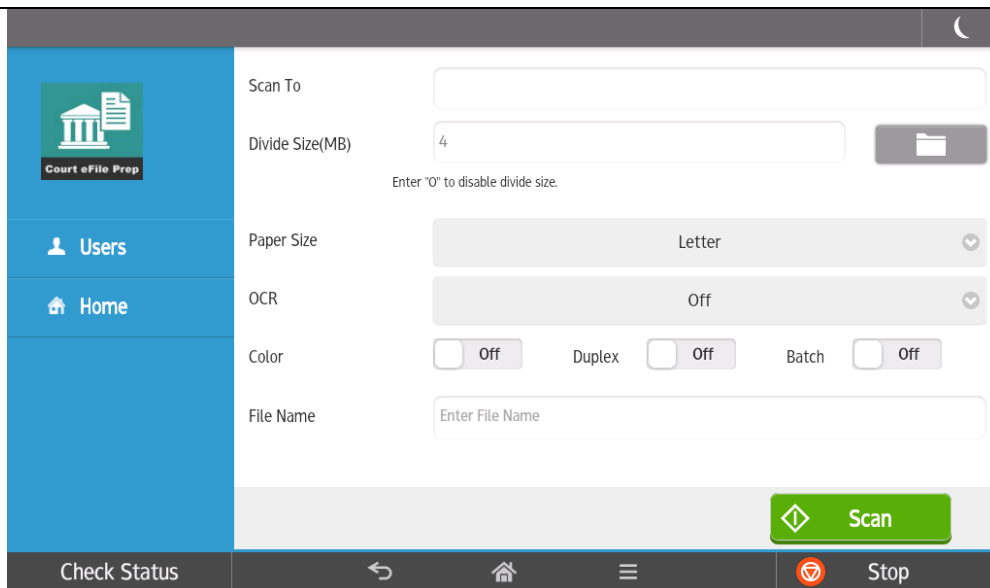 Scan To
Court eFile Prep
Divide Size(MB) 4
Enter "0" to disable divide size.
Users
Home
Paper Size Letter
OCR Off
Color Off Duplex Off Batch Off
File Name Enter File Name
Scan
Check Status Stop